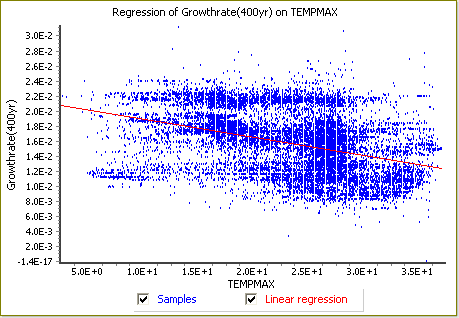 Regression of Growthrate(400yr) on TEMPMAX
Growthrate(400yr)
3.0E-2
2.8E-2
2.6E-2
2.4E-2
2.2E-2
2.0E-2
1.8E-2
1.6E-2
1.4E-2
1.2E-2
1.0E-2
8.0E-3
6.0E-3
4.0E-3
2.0E-3
-1.4E-17
5.0E+0 1.0E+1 1.5E+1 2.0E+1 2.5E+1 3.0E+1 3.5E+1
TEMPMAX
Samples Linear regression